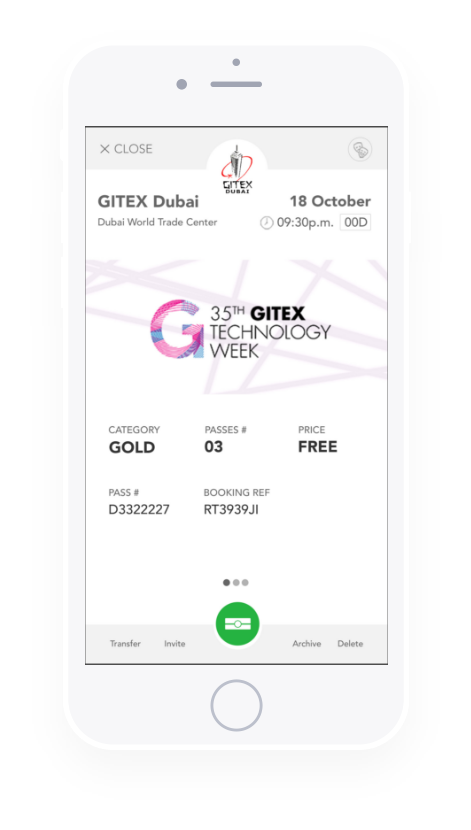 × CLOSE
GITEX
DUBAI
GITEX Dubai
18 October
Dubai World Trade Center
09:30p.m. 00D
35TH GITEX
TECHNOLOGY
WEEK
CATEGORY PASSES # PRICE
GOLD 03 FREE
PASS # BOOKING REF
D3322227 RT3939JI
Transfer Invite Archive Delete